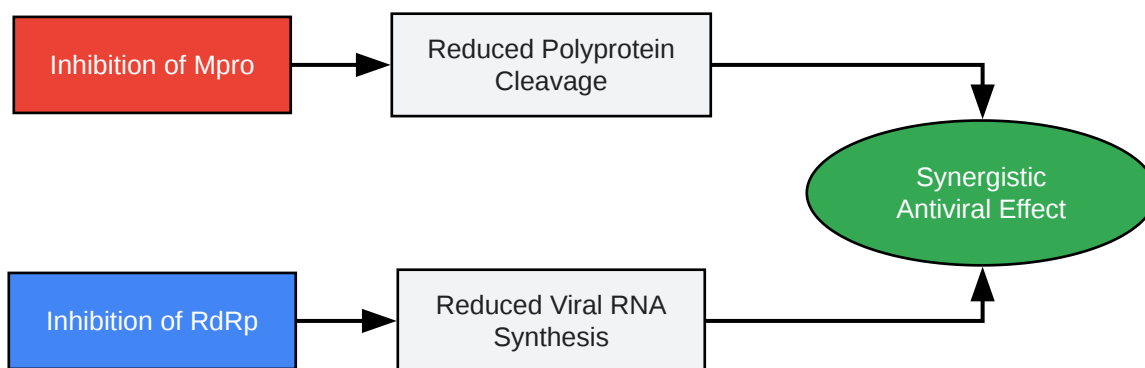 Inhibition of Mpro
Reduced Polyprotein
Cleavage
Synergistic
Antiviral Effect
Inhibition of RdRp
Reduced Viral RNA
Synthesis